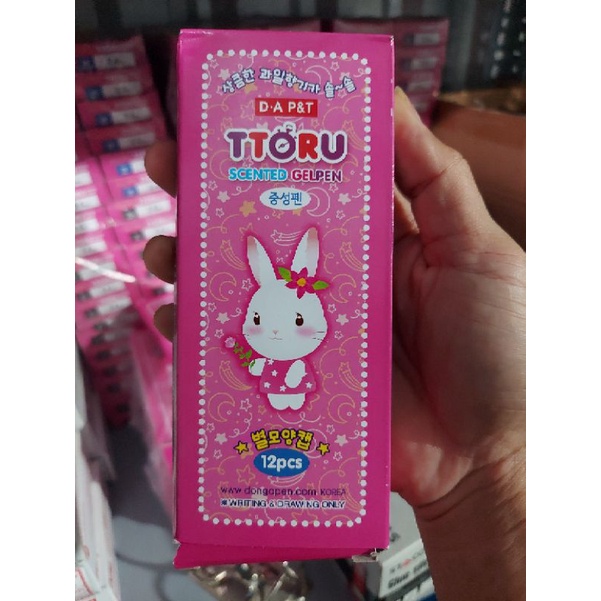 상큼한 과일향기가 솔~솔
D·A P&T
TTORU
SCENTED GELPEN
중성펜
별모양캡
12pcs
www.dongapen.com KOREA
※WRITING & DRAWING ONLY